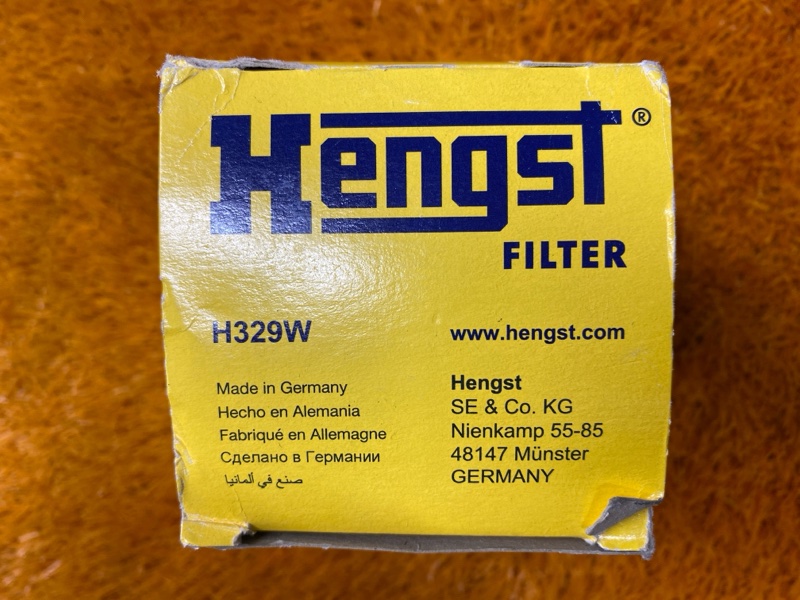 Hengst®
FILTER
H329W
www.hengst.com
Made in Germany
Hecho en Alemania
Fabriqué en Allemagne
Сделано в Германии
صنع في ألمانيا
Hengst
SE & Co. KG
Nienkamp 55-85
48147 Münster
GERMANY